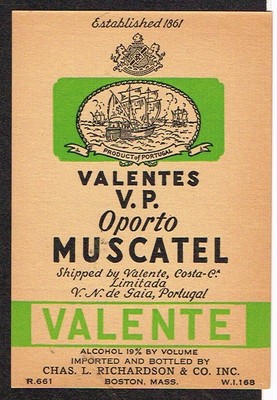 Established 1861
PRODUCT OF PORTUGAL
VALENTES
V.P.
Oporto
MUSCATEL
Shipped by Valente, Costa-C.ª
Limitada
V. N. de Gaia, Portugal
VALENTE
ALCOHOL 19% BY VOLUME
IMPORTED AND BOTTLED BY
CHAS. L. RICHARDSON & CO. INC.
R.661 BOSTON, MASS. W.I.168